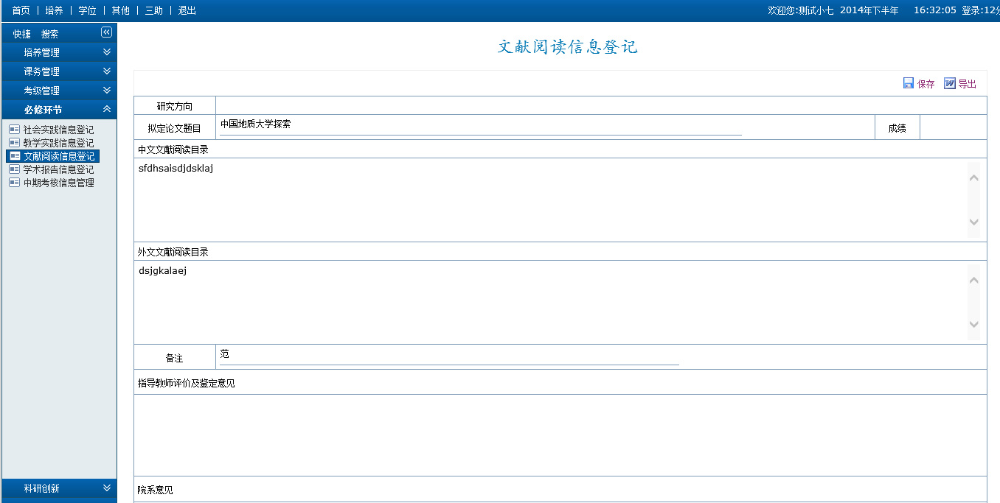 首页 | 培养 | 学位 | 其他 | 三助 | 退出
欢迎您:测试小七 2014年下半年 16:32:05 登录:12分
快捷 搜索
培养管理
课务管理
考级管理
必修环节
社会实践信息登记
教学实践信息登记
文献阅读信息登记
学术报告信息登记
中期考核信息管理
科研创新
文献阅读信息登记
保存 导出
研究方向
拟定论文题目 中国地质大学探索 成绩
中文文献阅读目录
sfdhsaisdjdsklaj
外文文献阅读目录
dsjgkalaej
备注 范
指导教师评价及鉴定意见
院系意见